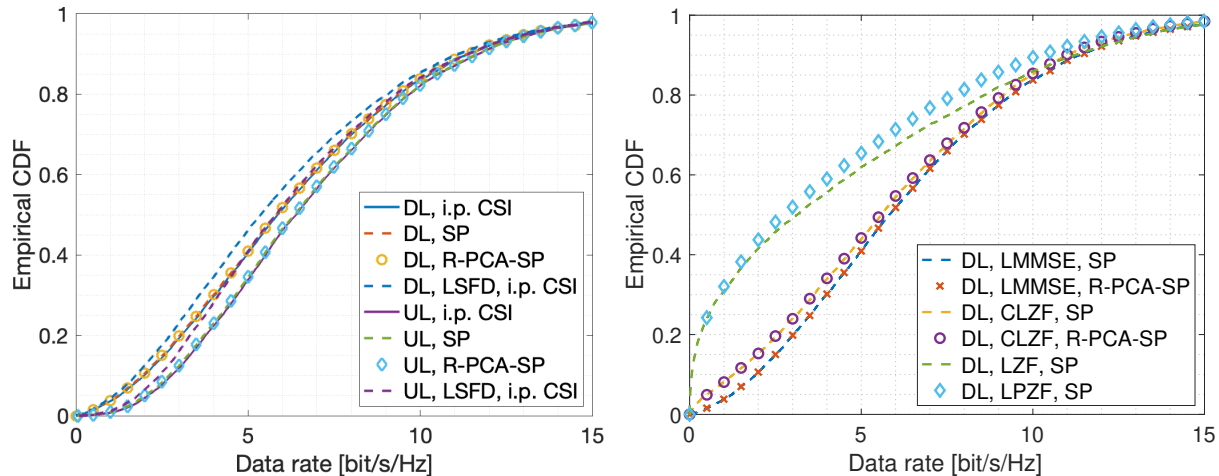 1
0.8
0.6
0.4
0.2
0
Empirical CDF
0
5
10
15
Data rate [bit/s/Hz]
DL, i.p. CSI
DL, SP
DL, R-PCA-SP
DL, LSFD, i.p. CSI
UL, i.p. CSI
UL, SP
UL, R-PCA-SP
UL, LSFD, i.p. CSI
1
0.8
0.6
0.4
0.2
0
Empirical CDF
0
5
10
15
Data rate [bit/s/Hz]
DL, LMMSE, SP
DL, LMMSE, R-PCA-SP
DL, CLZF, SP
DL, CLZF, R-PCA-SP
DL, LZF, SP
DL, LPZF, SP